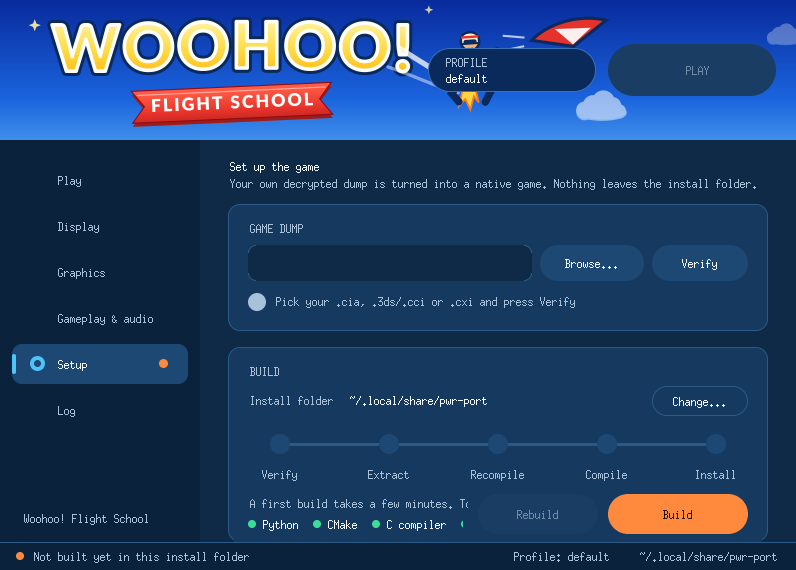 WOOHOO!
FLIGHT SCHOOL
PROFILE
default
PLAY
Play
Display
Graphics
Gameplay & audio
Setup
Log
Woohoo! Flight School
Set up the game
Your own decrypted dump is turned into a native game. Nothing leaves the install folder.
GAME DUMP
Browse...
Verify
Pick your .cia, .3ds/.cci or .cxi and press Verify
BUILD
Install folder ~/.local/share/pwr-port
Change...
Verify Extract Recompile Compile Install
A first build takes a few minutes.
Python CMake C compiler
Rebuild
Build
Not built yet in this install folder
Profile: default ~/.local/share/pwr-port